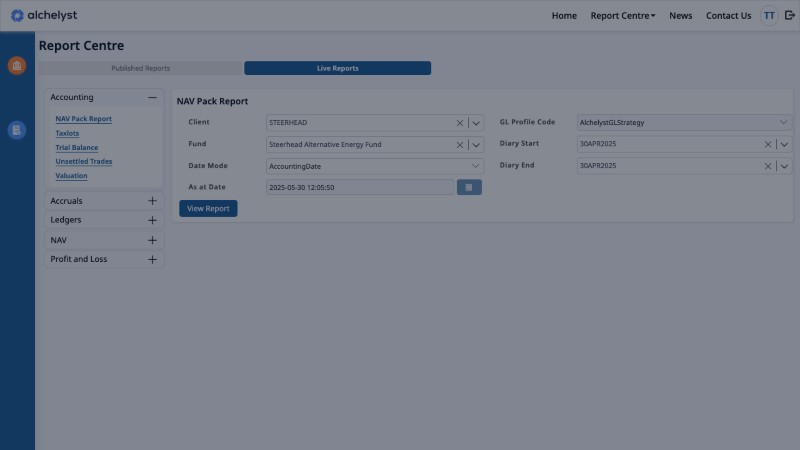 alchelyst
Home
Report Centre
News
Contact Us
TT
Report Centre
Published Reports
Live Reports
Accounting
NAV Pack Report
Taxlots
Trial Balance
Unsettled Trades
Valuation
Accruals
Ledgers
NAV
Profit and Loss
NAV Pack Report
Client
STEERHEAD
GL Profile Code
AlchelystGLStrategy
Fund
Steerhead Alternative Energy Fund
Diary Start
30APR2025
Date Mode
AccountingDate
Diary End
30APR2025
As at Date
2025-05-30 12:05:50
View Report